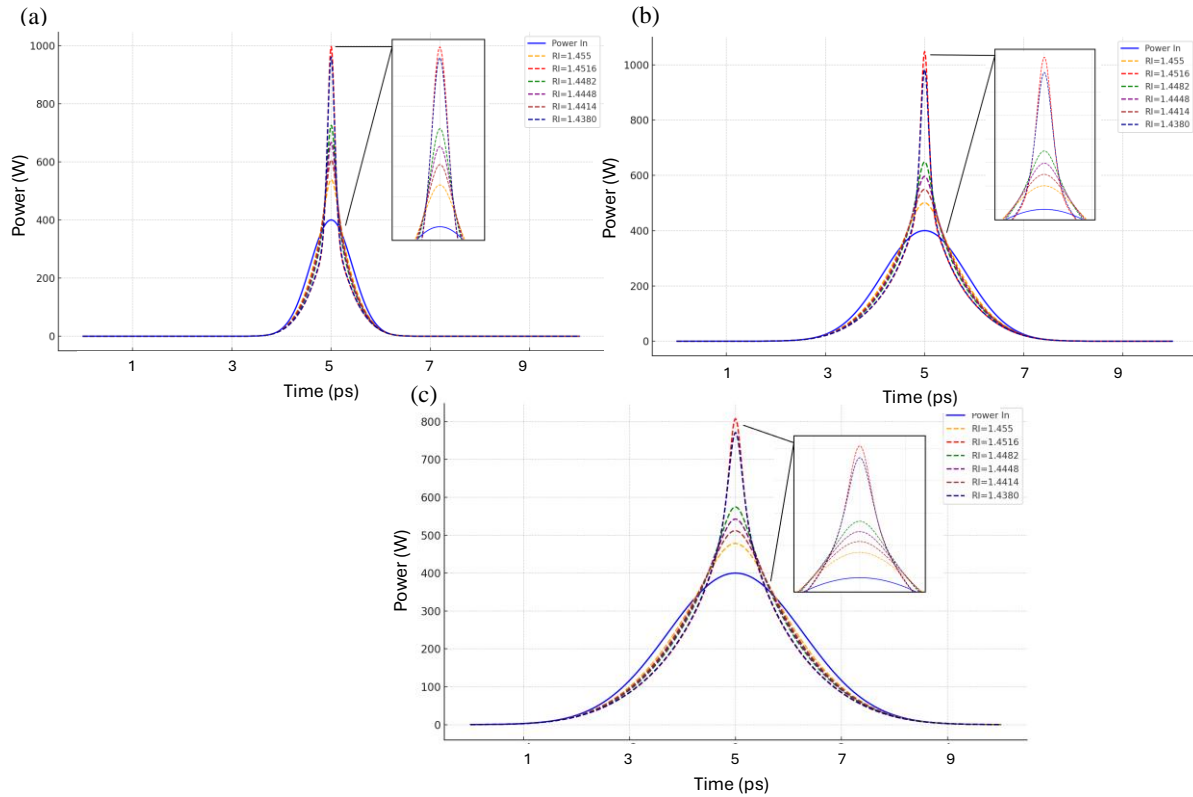 (a)
Power (W)
1000
800
600
400
200
0
1
3
5
7
9
Time (ps)
Power In
RI=1.455
RI=1.4516
RI=1.4482
RI=1.4448
RI=1.4414
RI=1.4380
(b)
Power (W)
1000
800
600
400
200
0
1
3
5
7
9
Time (ps)
Power In
RI=1.455
RI=1.4516
RI=1.4482
RI=1.4448
RI=1.4414
RI=1.4380
(c)
Power (W)
800
700
600
500
400
300
200
100
0
1
3
5
7
9
Time (ps)
Power In
RI=1.455
RI=1.4516
RI=1.4482
RI=1.4448
RI=1.4414
RI=1.4380